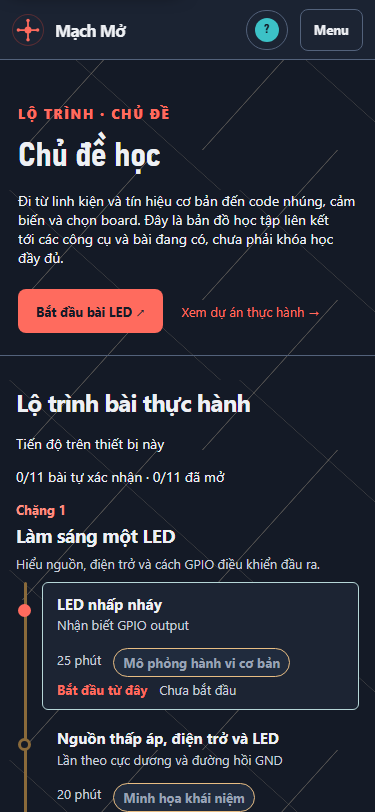 Mạch Mở
?
Menu
LỘ TRÌNH · CHỦ ĐỀ
Chủ đề học
Đi từ linh kiện và tín hiệu cơ bản đến code nhúng, cảm
biến và chọn board. Đây là bản đồ học tập liên kết
tới các công cụ và bài đang có, chưa phải khóa học
đầy đủ.
Bắt đầu bài LED ↗
Xem dự án thực hành →
Lộ trình bài thực hành
Tiến độ trên thiết bị này
0/11 bài tự xác nhận · 0/11 đã mở
Chặng 1
Làm sáng một LED
Hiểu nguồn, điện trở và cách GPIO điều khiển đầu ra.
LED nhấp nháy
Nhận biết GPIO output
25 phút
Mô phỏng hành vi cơ bản
Bắt đầu từ đây
Chưa bắt đầu
Nguồn thấp áp, điện trở và LED
Lần theo cực dương và đường hồi GND
20 phút
Minh họa khái niệm